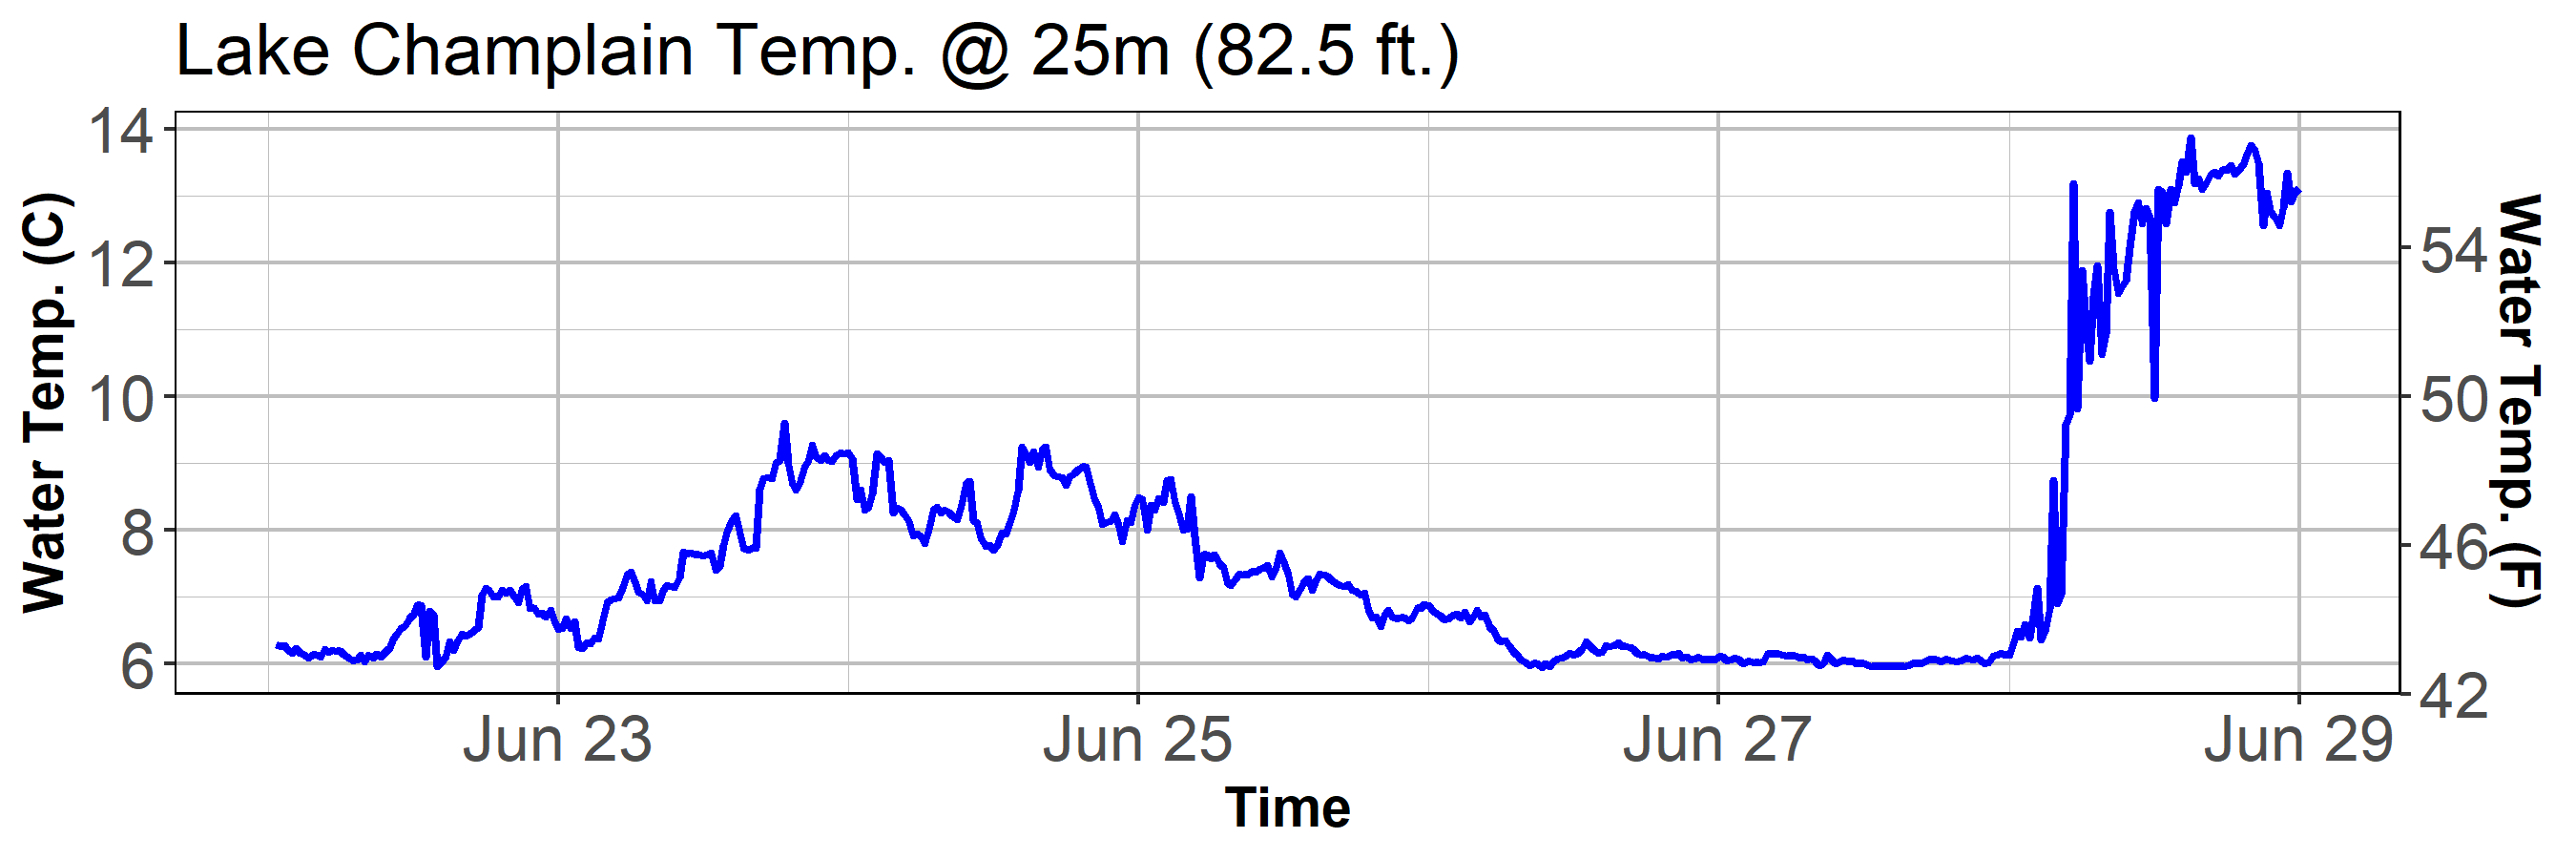 Lake Champlain Temp. @ 25m (82.5 ft.)
Water Temp. (C)
14
12
10
8
6
54
50
46
42
Water Temp. (F)
Jun 23 Jun 25 Jun 27 Jun 29
Time